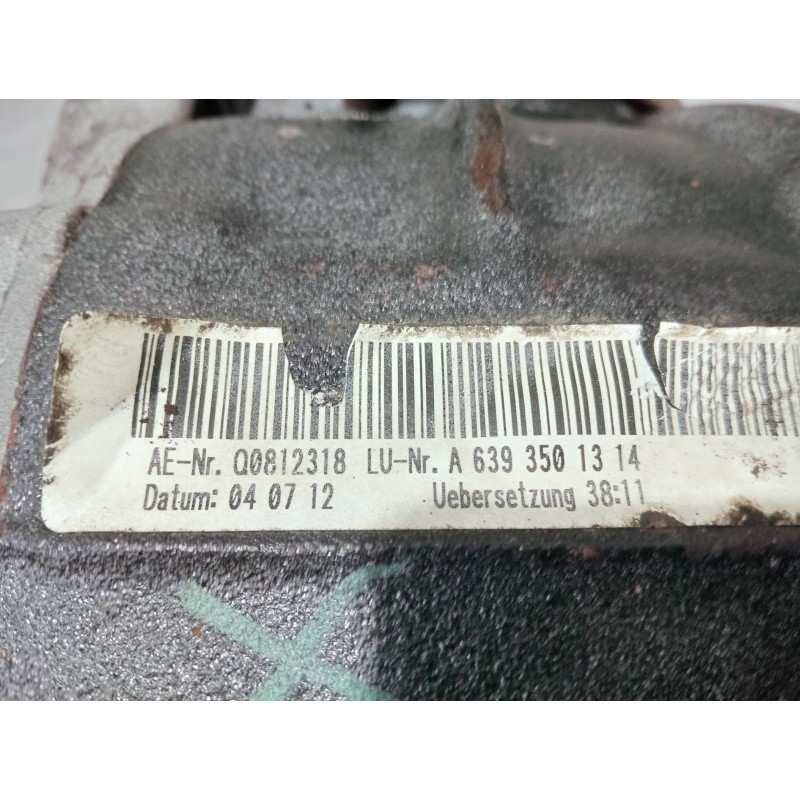 AE-Nr. Q0812318 LU-Nr. A 639 350 13 14
Datum: 04 07 12 Uebersetzung 38:11